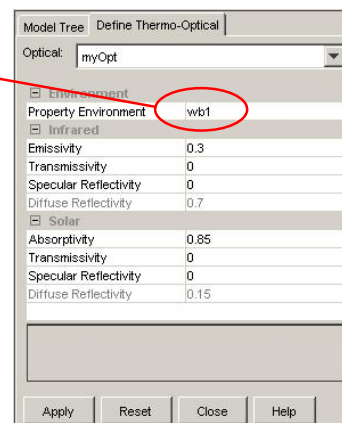 Model Tree Define Thermo-Optical
Optical: myOpt
Environment
Property Environment wb1
Infrared
Emissivity 0.3
Transmissivity 0
Specular Reflectivity 0
Diffuse Reflectivity 0.7
Solar
Absorptivity 0.85
Transmissivity 0
Specular Reflectivity 0
Diffuse Reflectivity 0.15
Apply Reset Close Help